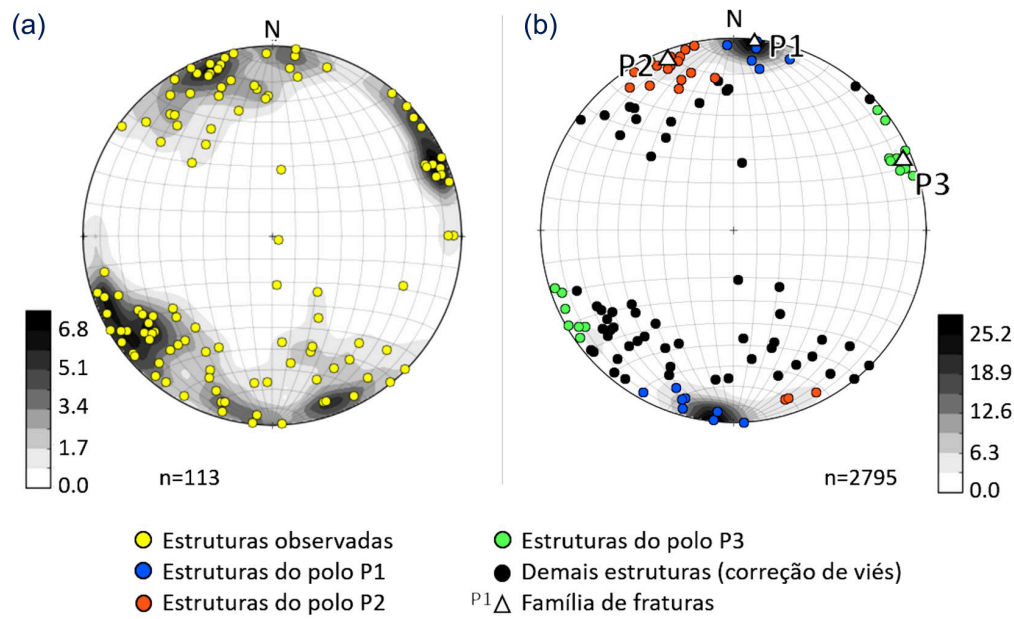 (a)
N
6.8
5.1
3.4
1.7
0.0
n=113
(b)
N
P1
P2
P3
25.2
18.9
12.6
6.3
0.0
n=2795
Estruturas observadas
Estruturas do polo P1
Estruturas do polo P2
Estruturas do polo P3
Demais estruturas (correção de viés)
P1 Família de fraturas